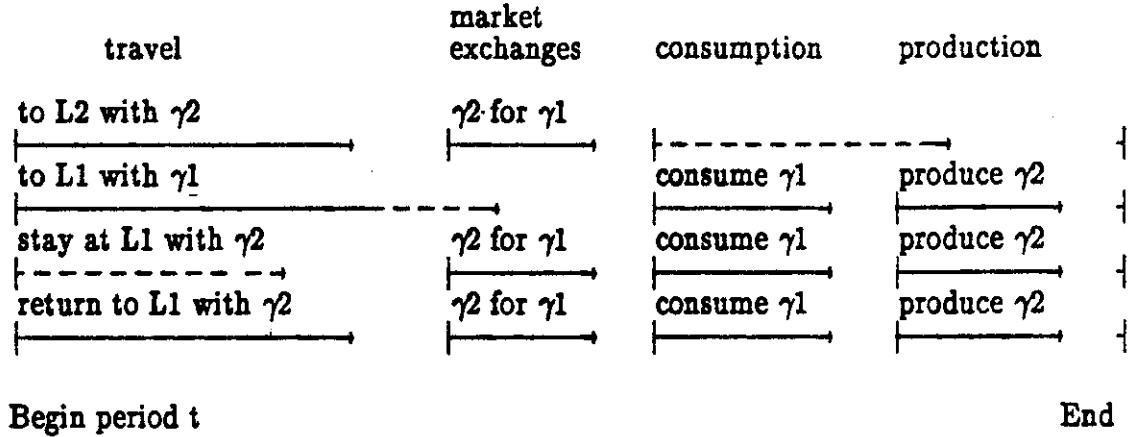 travel market exchanges consumption production
to L2 with γ2 γ2 for γ1
to L1 with γ1 consume γ1 produce γ2
stay at L1 with γ2 γ2 for γ1 consume γ1 produce γ2
return to L1 with γ2 γ2 for γ1 consume γ1 produce γ2
Begin period t End